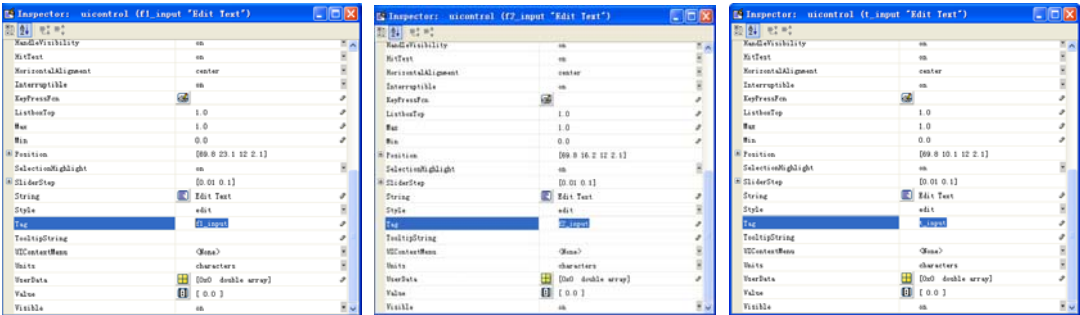 Inspector: uicontrol (f1_input "Edit Text")
HandleVisibility on
HitTest on
HorizontalAlignment center
Interruptible on
KeyPressFcn
ListboxTop 1.0
Max 1.0
Min 0.0
Position [89.8 23.1 12 2.1]
SelectionHighlight on
SliderStep [0.01 0.1]
String Edit Text
Style edit
Tag f1_input
TooltipString
UIContextMenu <None>
Units characters
UserData [0x0 double array]
Value [ 0.0 ]
Visible on
Inspector: uicontrol (f2_input "Edit Text")
HandleVisibility on
HitTest on
HorizontalAlignment center
Interruptible on
KeyPressFcn
ListboxTop 1.0
Max 1.0
Min 0.0
Position [89.8 16.2 12 2.1]
SelectionHighlight on
SliderStep [0.01 0.1]
String Edit Text
Style edit
Tag f2_input
TooltipString
UIContextMenu <None>
Units characters
UserData [0x0 double array]
Value [ 0.0 ]
Visible on
Inspector: uicontrol (t_input "Edit Text")
HandleVisibility on
HitTest on
HorizontalAlignment center
Interruptible on
KeyPressFcn
ListboxTop 1.0
Max 1.0
Min 0.0
Position [89.8 10.1 12 2.1]
SelectionHighlight on
SliderStep [0.01 0.1]
String Edit Text
Style edit
Tag t_input
TooltipString
UIContextMenu <None>
Units characters
UserData [0x0 double array]
Value [ 0.0 ]
Visible on